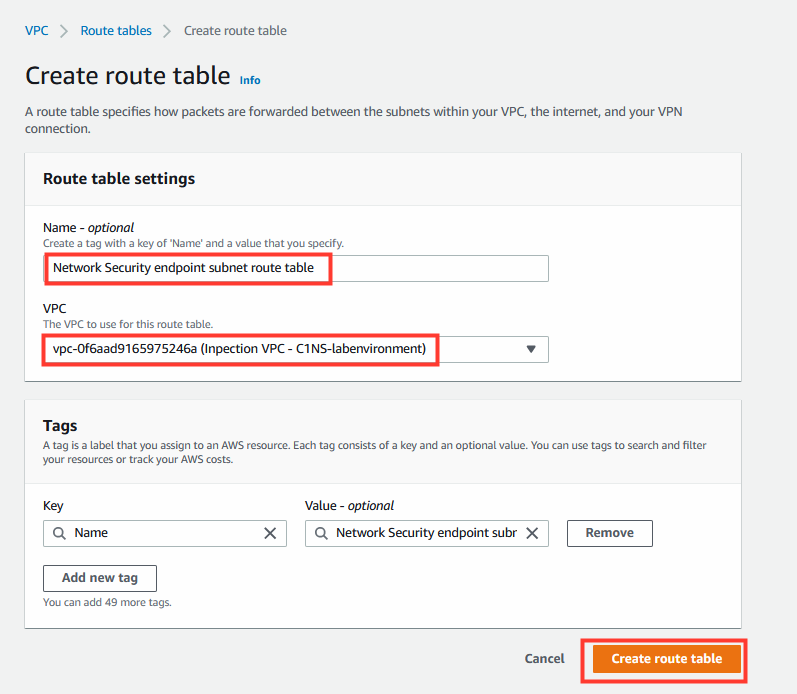 VPC > Route tables > Create route table
Create route table Info
A route table specifies how packets are forwarded between the subnets within your VPC, the internet, and your VPN
connection.
Route table settings
Name - optional
Create a tag with a key of 'Name' and a value that you specify.
Network Security endpoint subnet route table
VPC
The VPC to use for this route table.
vpc-0f6aad9165975246a (Inpection VPC - C1NS-labenvironment)
Tags
A tag is a label that you assign to an AWS resource. Each tag consists of a key and an optional value. You can use tags to search and filter
your resources or track your AWS costs.
Key Value - optional
Name Network Security endpoint subr Remove
Add new tag
You can add 49 more tags.
Cancel Create route table